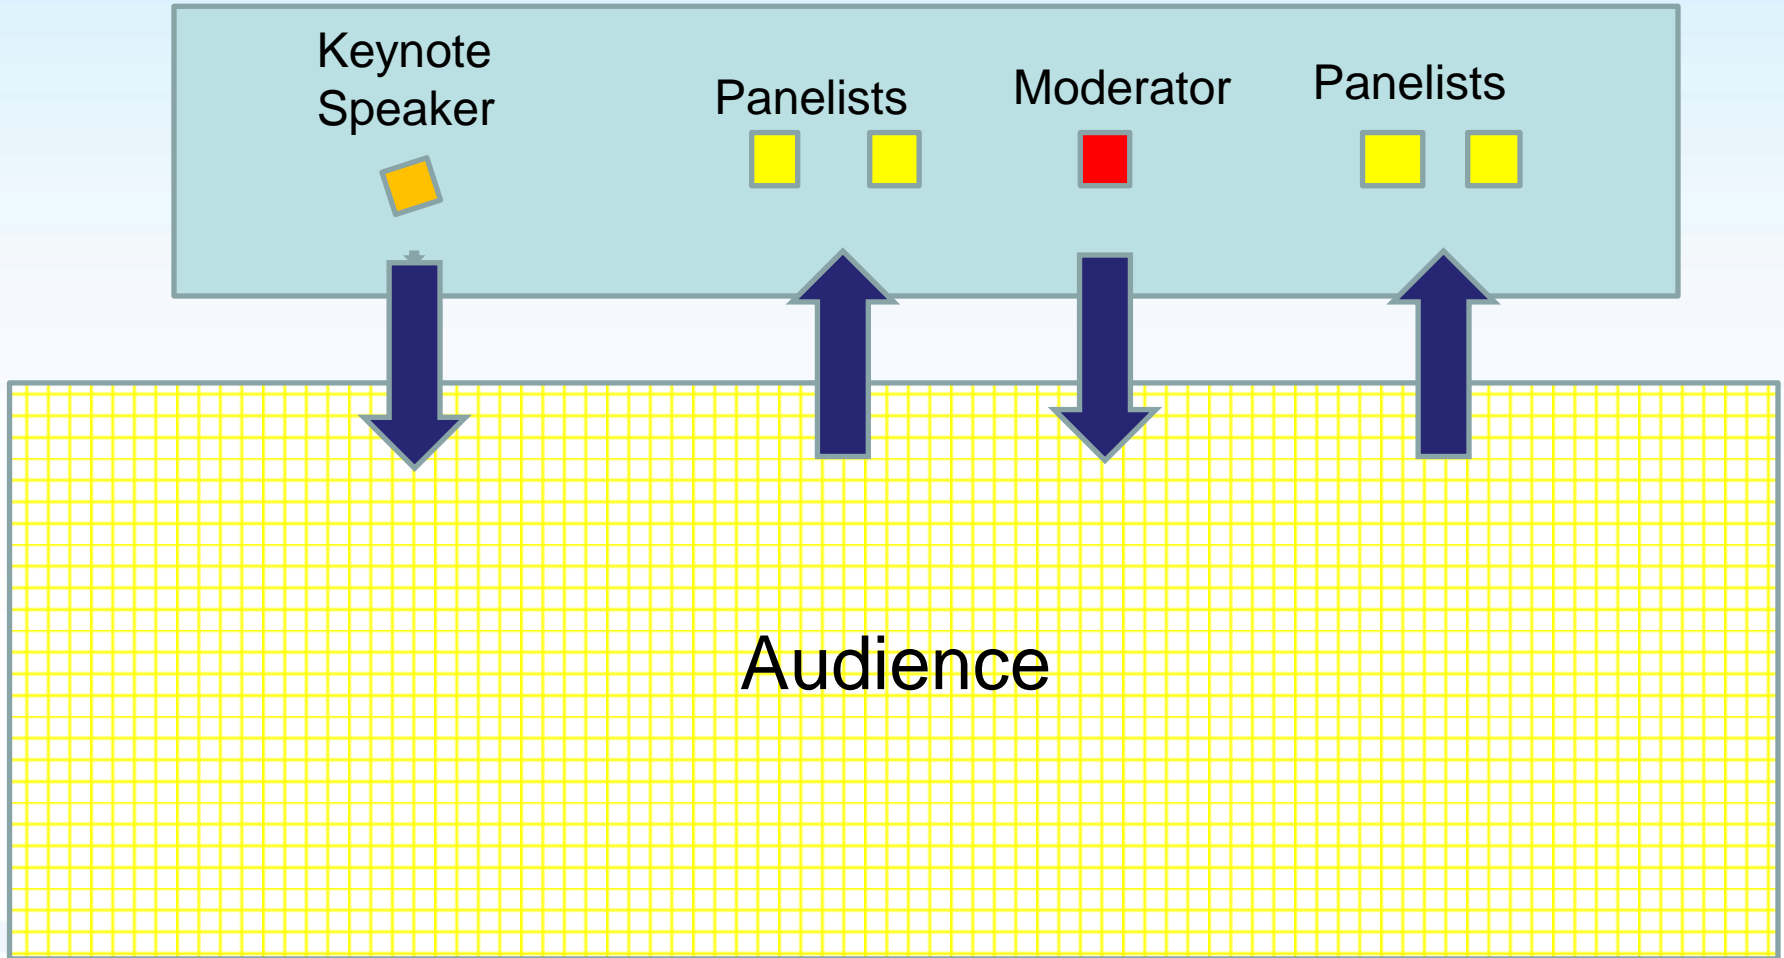 Keynote
Speaker
Panelists
Moderator
Panelists
Audience